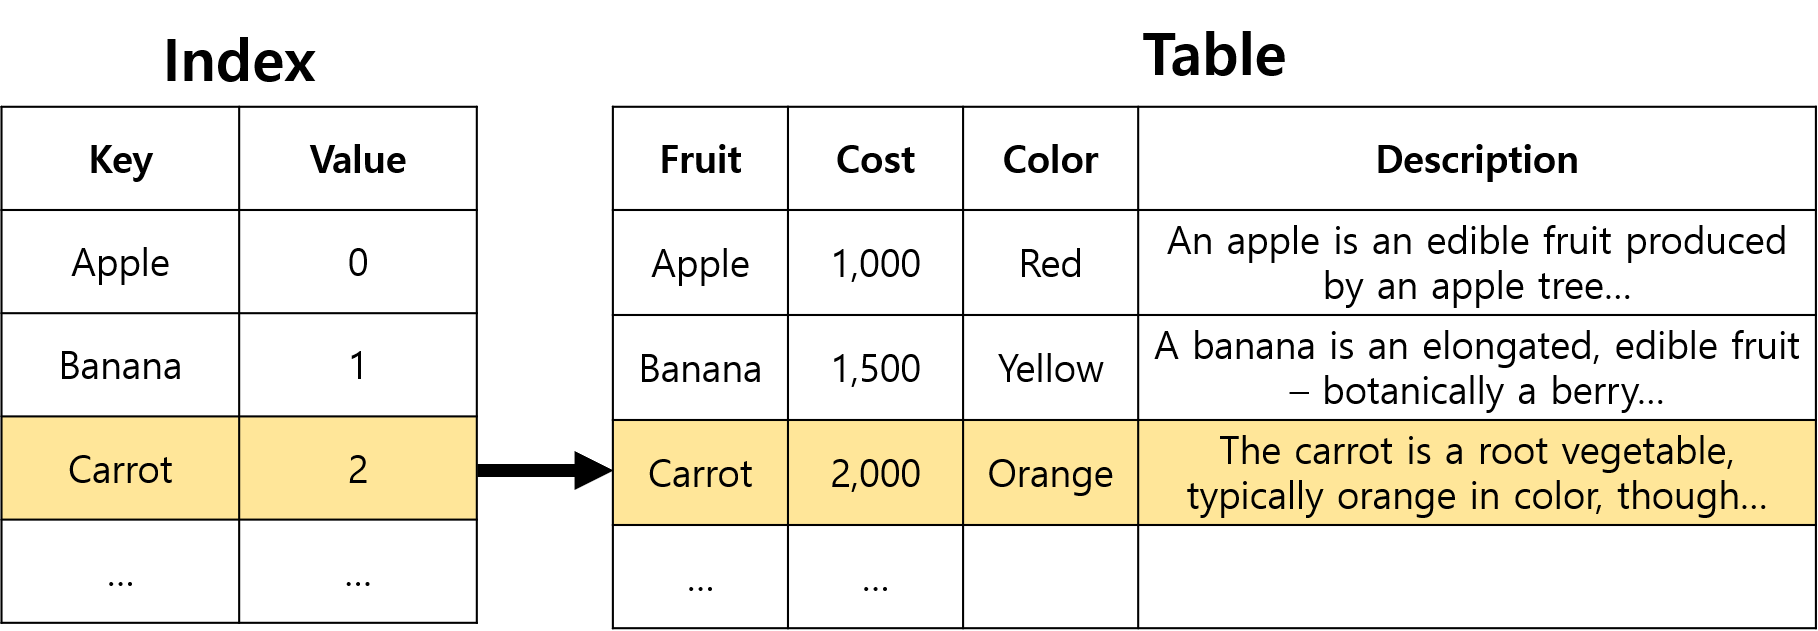 Index
Key Value
Apple 0
Banana 1
Carrot 2
... ...
Table
Fruit Cost Color Description
Apple 1,000 Red An apple is an edible fruit produced
by an apple tree...
Banana 1,500 Yellow A banana is an elongated, edible fruit
– botanically a berry...
Carrot 2,000 Orange The carrot is a root vegetable,
typically orange in color, though...
... ...